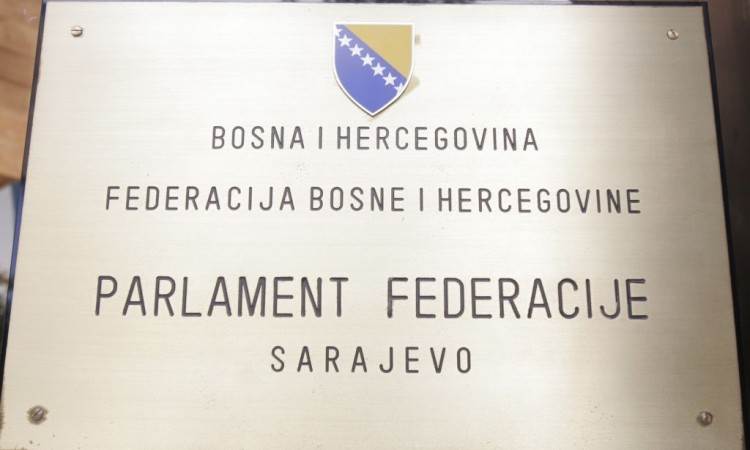 BOSNA I HERCEGOVINA
FEDERACIJA BOSNE I HERCEGOVINE
PARLAMENT FEDERACIJE
SARAJEVO